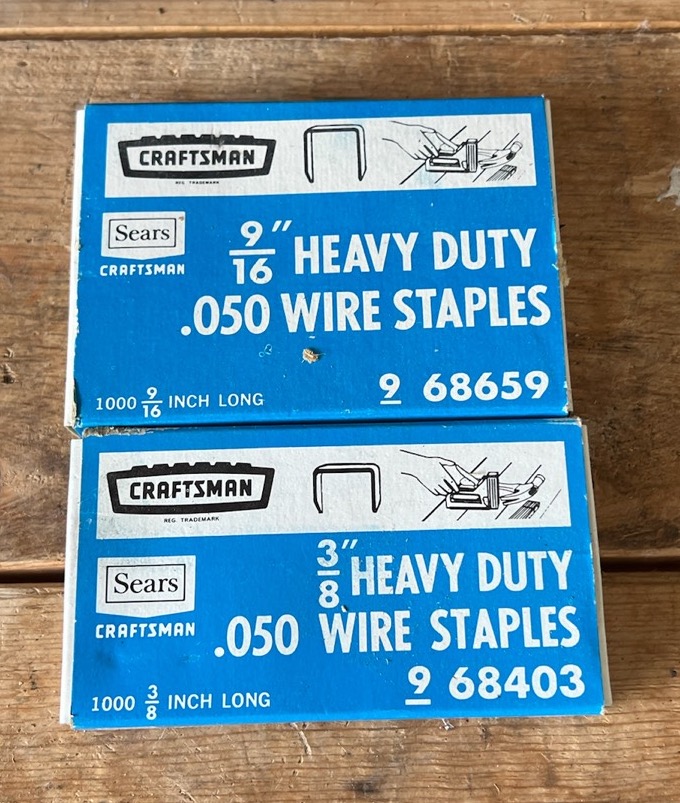 CRAFTSMAN
REG. TRADEMARK
Sears
CRAFTSMAN
9/16" HEAVY DUTY
.050 WIRE STAPLES
1000 9/16 INCH LONG
9 68659
CRAFTSMAN
REG. TRADEMARK
Sears
CRAFTSMAN
3/8" HEAVY DUTY
.050 WIRE STAPLES
9 68403
1000 3/8 INCH LONG